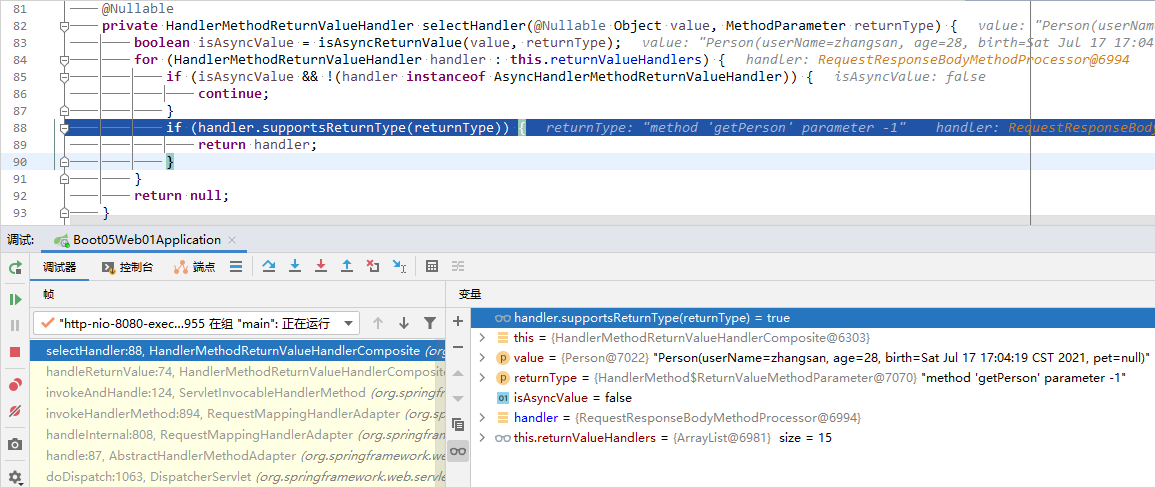 81 @Nullable
82 private HandlerMethodReturnValueHandler selectHandler(@Nullable Object value, MethodParameter returnType) { value: "Person(userNam
83 boolean isAsyncValue = isAsyncReturnValue(value, returnType); value: "Person(userName=zhangsan, age=28, birth=Sat Jul 17 17:04
84 for (HandlerMethodReturnValueHandler handler : this.returnValueHandlers) { handler: RequestResponseBodyMethodProcessor@6994
85 if (isAsyncValue && !(handler instanceof AsyncHandlerMethodReturnValueHandler)) { isAsyncValue: false
86 continue;
87 }
88 if (handler.supportsReturnType(returnType)) { returnType: "method 'getPerson' parameter -1" handler: RequestResponseBody
89 return handler;
90 }
91 }
92 return null;
93 }
调试: Boot05Web01Application ×
调试器 控制台 端点
帧
变量
"http-nio-8080-exec...955 在组 "main": 正在运行
selectHandler:88, HandlerMethodReturnValueHandlerComposite (org
handleReturnValue:74, HandlerMethodReturnValueHandlerComposite
invokeAndHandle:124, ServletInvocableHandlerMethod (org.springf
invokeHandlerMethod:894, RequestMappingHandlerAdapter (org.spr
handleInternal:808, RequestMappingHandlerAdapter (org.springfram
handle:87, AbstractHandlerMethodAdapter (org.springframework.we
doDispatch:1063, DispatcherServlet (org.springframework.web.servle
handler.supportsReturnType(returnType) = true
this = {HandlerMethodReturnValueHandlerComposite@6303}
value = {Person@7022} "Person(userName=zhangsan, age=28, birth=Sat Jul 17 17:04:19 CST 2021, pet=null)"
returnType = {HandlerMethod$ReturnValueMethodParameter@7070} "method 'getPerson' parameter -1"
isAsyncValue = false
handler = {RequestResponseBodyMethodProcessor@6994}
this.returnValueHandlers = {ArrayList@6981} size = 15